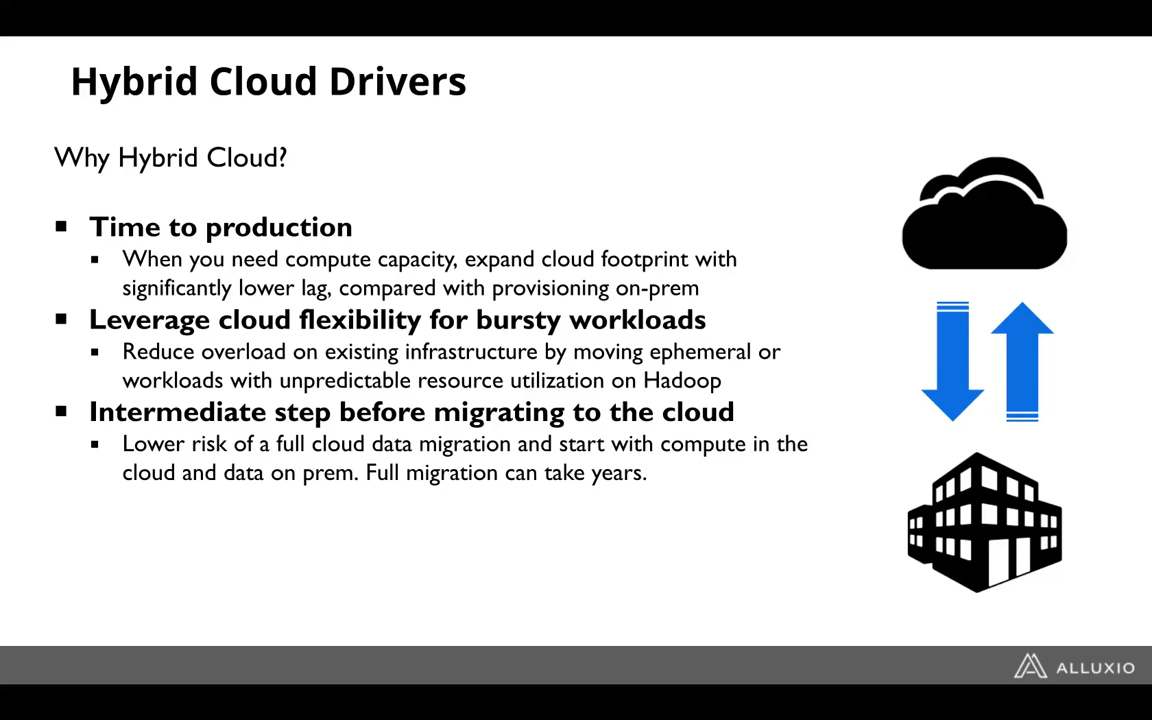 Hybrid Cloud Drivers
Why Hybrid Cloud?
▪ Time to production
▪ When you need compute capacity, expand cloud footprint with
significantly lower lag, compared with provisioning on-prem
▪ Leverage cloud flexibility for bursty workloads
▪ Reduce overload on existing infrastructure by moving ephemeral or
workloads with unpredictable resource utilization on Hadoop
▪ Intermediate step before migrating to the cloud
▪ Lower risk of a full cloud data migration and start with compute in the
cloud and data on prem. Full migration can take years.
ALLUXIO